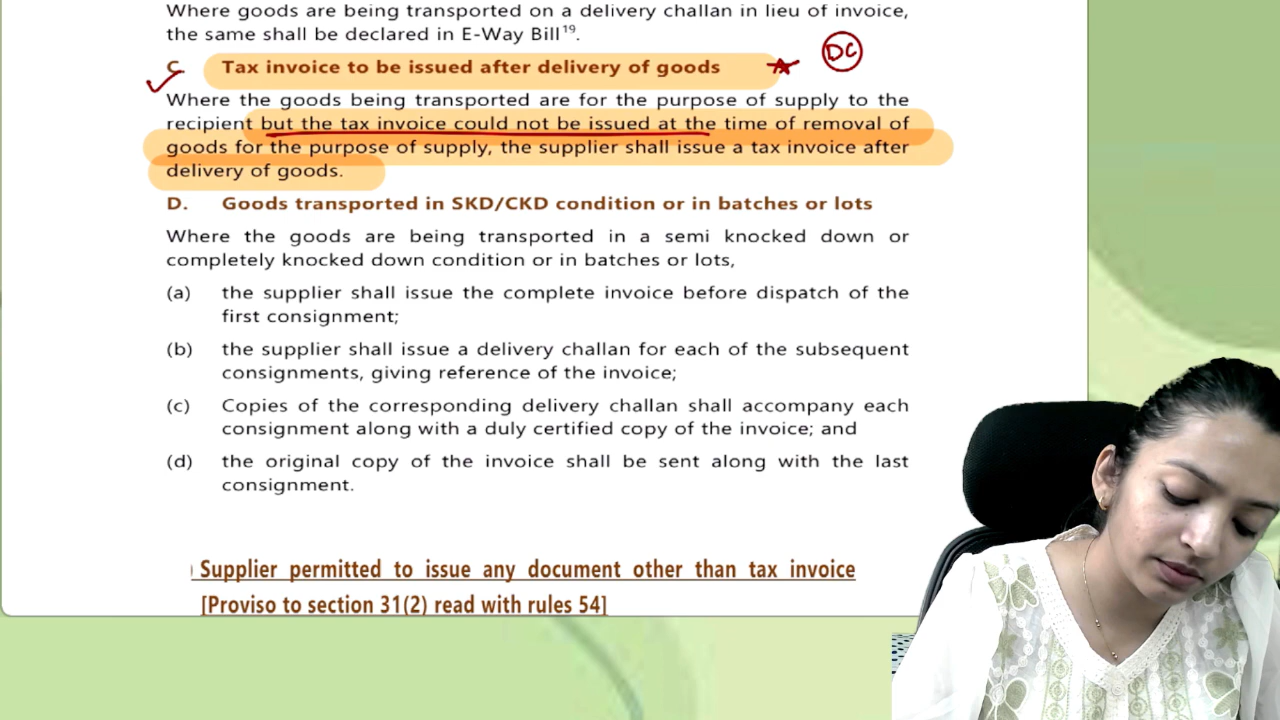 Where goods are being transported on a delivery challan in lieu of invoice,
the same shall be declared in E-Way Bill19.
DC
C. Tax invoice to be issued after delivery of goods
Where the goods being transported are for the purpose of supply to the
recipient but the tax invoice could not be issued at the time of removal of
goods for the purpose of supply, the supplier shall issue a tax invoice after
delivery of goods.
D. Goods transported in SKD/CKD condition or in batches or lots
Where the goods are being transported in a semi knocked down or
completely knocked down condition or in batches or lots,
(a) the supplier shall issue the complete invoice before dispatch of the
first consignment;
(b) the supplier shall issue a delivery challan for each of the subsequent
consignments, giving reference of the invoice;
(c) Copies of the corresponding delivery challan shall accompany each
consignment along with a duly certified copy of the invoice; and
(d) the original copy of the invoice shall be sent along with the last
consignment.
) Supplier permitted to issue any document other than tax invoice
[Proviso to section 31(2) read with rules 54]